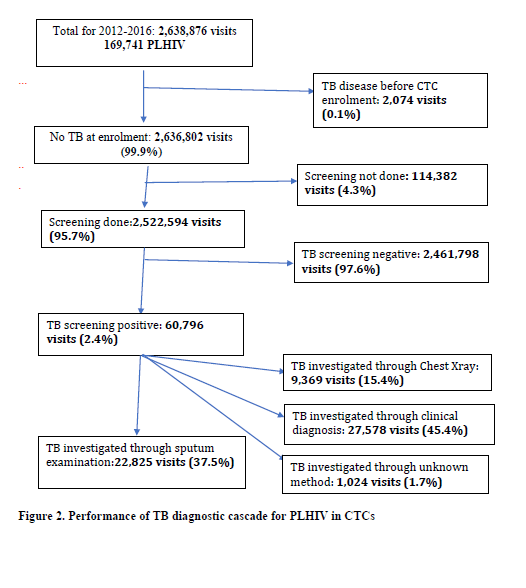 Total for 2012-2016: 2,638,876 visits
169,741 PLHIV
...
TB disease before CTC
enrolment: 2,074 visits
(0.1%)
No TB at enrolment: 2,636,802 visits
(99.9%)
..
.
Screening not done: 114,382
visits (4.3%)
Screening done:2,522,594 visits
(95.7%)
TB screening negative: 2,461,798
visits (97.6%)
TB screening positive: 60,796
visits (2.4%)
TB investigated through Chest Xray:
9,369 visits (15.4%)
TB investigated through clinical
diagnosis: 27,578 visits (45.4%)
TB investigated through sputum
examination:22,825 visits (37.5%)
TB investigated through unknown
method: 1,024 visits (1.7%)
Figure 2. Performance of TB diagnostic cascade for PLHIV in CTCs